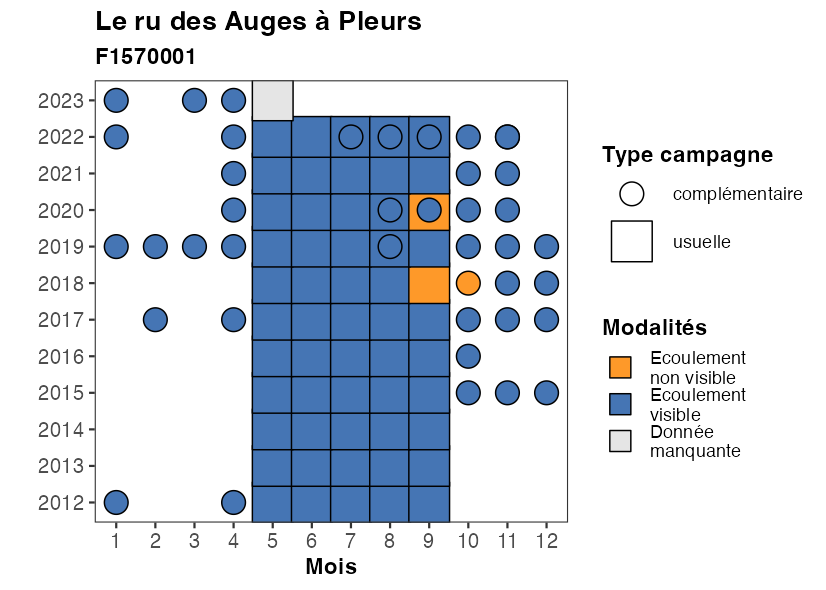 Le ru des Auges à Pleurs
F1570001
2023
2022
2021
2020
2019
2018
2017
2016
2015
2014
2013
2012
1 2 3 4 5 6 7 8 9 10 11 12
Mois
Type campagne
complémentaire
usuelle
Modalités
Ecoulement
non visible
Ecoulement
visible
Donnée
manquante